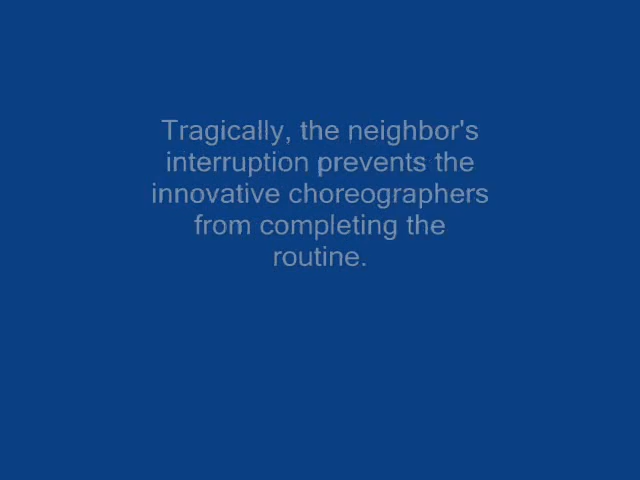 Tragically, the neighbor's
interruption prevents the
innovative choreographers
from completing the
routine.